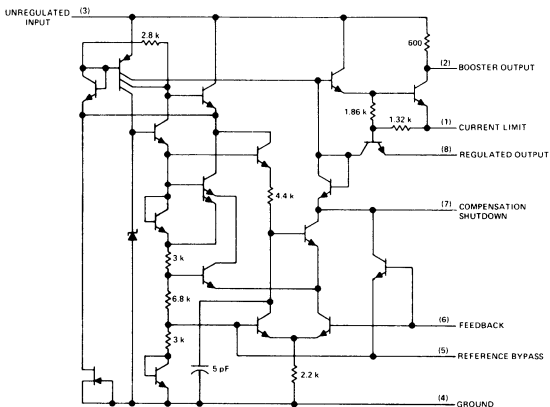 UNREGULATED (3)
INPUT
2.8 k
600
(2) BOOSTER OUTPUT
1.86 k
1.32 k
(1) CURRENT LIMIT
(8) REGULATED OUTPUT
4.4 k
(7) COMPENSATION
SHUTDOWN
3 k
6.8 k
3 k
(6) FEEDBACK
(5) REFERENCE BYPASS
5 pF
2.2 k
(4) GROUND